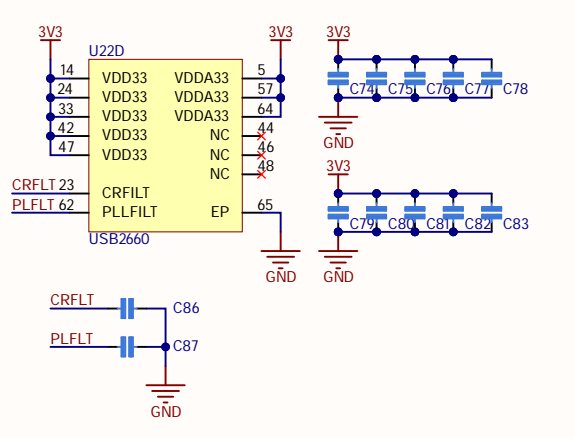 3V3 3V3 3V3
U22D
14 VDD33 VDDA33 5
24 VDD33 VDDA33 57
33 VDD33 VDDA33 64
42 VDD33 NC 44
47 VDD33 NC 46
NC 48
CRFLT 23 CRFILT
PLFLT 62 PLLFILT EP 65
USB2660
GND
C74 C75 C76 C77 C78
GND
3V3
C79 C80 C81 C82 C83
GND
CRFLT C86
PLFLT C87
GND